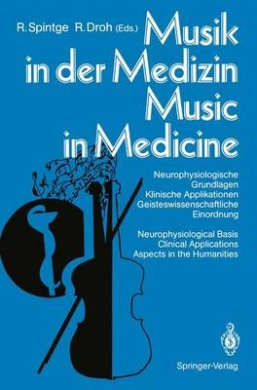 R. Spintge R. Droh (Eds.)
Musik
in der Medizin
Music
in Medicine
Neurophysiologische
Grundlagen
Klinische Applikationen
Geisteswissenschaftliche
Einordnung
Neurophysiological Basis
Clinical Applications
Aspects in the Humanities
Springer-Verlag